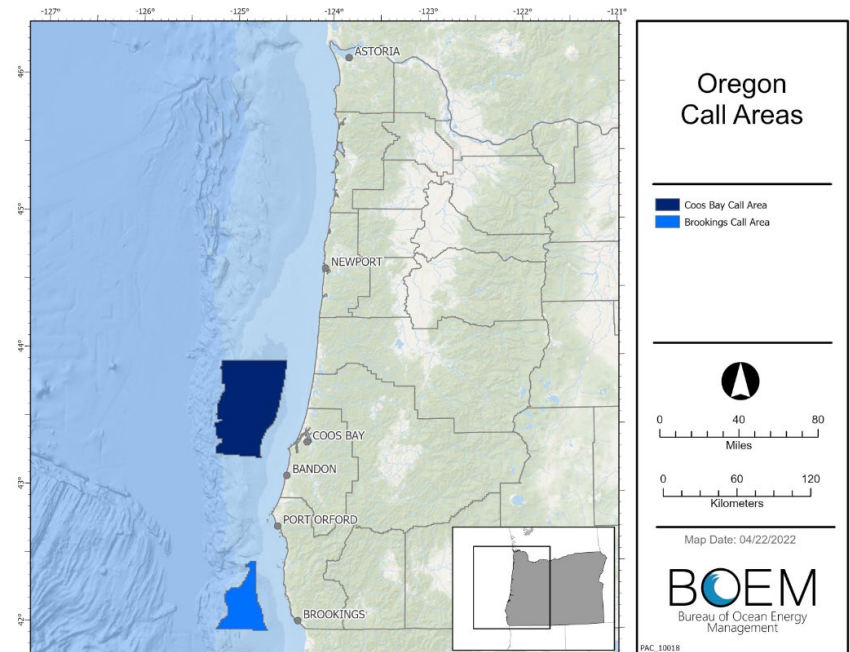 -127°
-126°
-125°
-124°
-123°
-122°
-121°
46°
45°
44°
43°
42°
ASTORIA
NEWPORT
COOS BAY
BANDON
PORT ORFORD
BROOKINGS
Oregon
Call Areas
Coos Bay Call Area
Brookings Call Area
0 40 80
Miles
0 60 120
Kilometers
Map Date: 04/22/2022
BOEM
Bureau of Ocean Energy
Management
PAC_10018